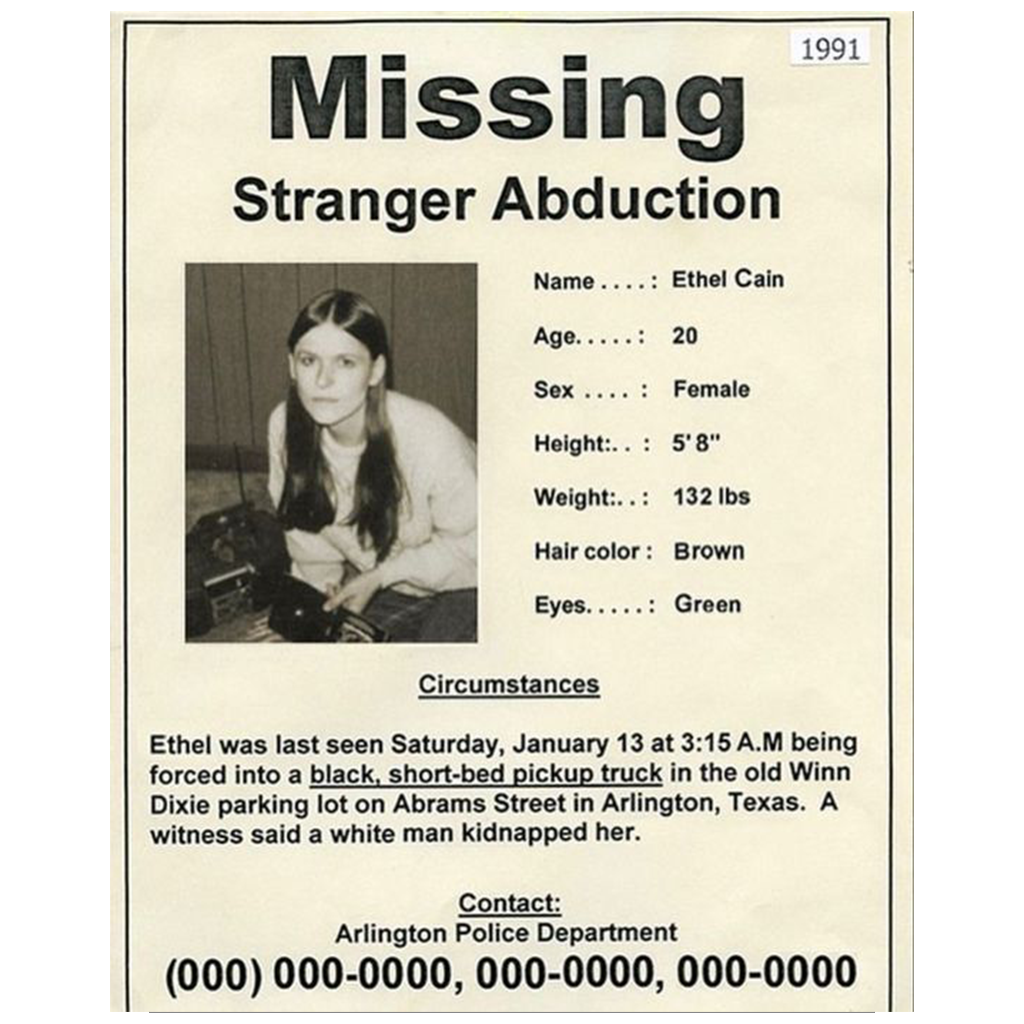 1991
Missing
Stranger Abduction
Name . . . . : Ethel Cain
Age. . . . . : 20
Sex . . . . : Female
Height:. . : 5' 8"
Weight:. . : 132 lbs
Hair color : Brown
Eyes. . . . . : Green
Circumstances
Ethel was last seen Saturday, January 13 at 3:15 A.M being
forced into a black, short-bed pickup truck in the old Winn
Dixie parking lot on Abrams Street in Arlington, Texas. A
witness said a white man kidnapped her.
Contact:
Arlington Police Department
(000) 000-0000, 000-0000, 000-0000